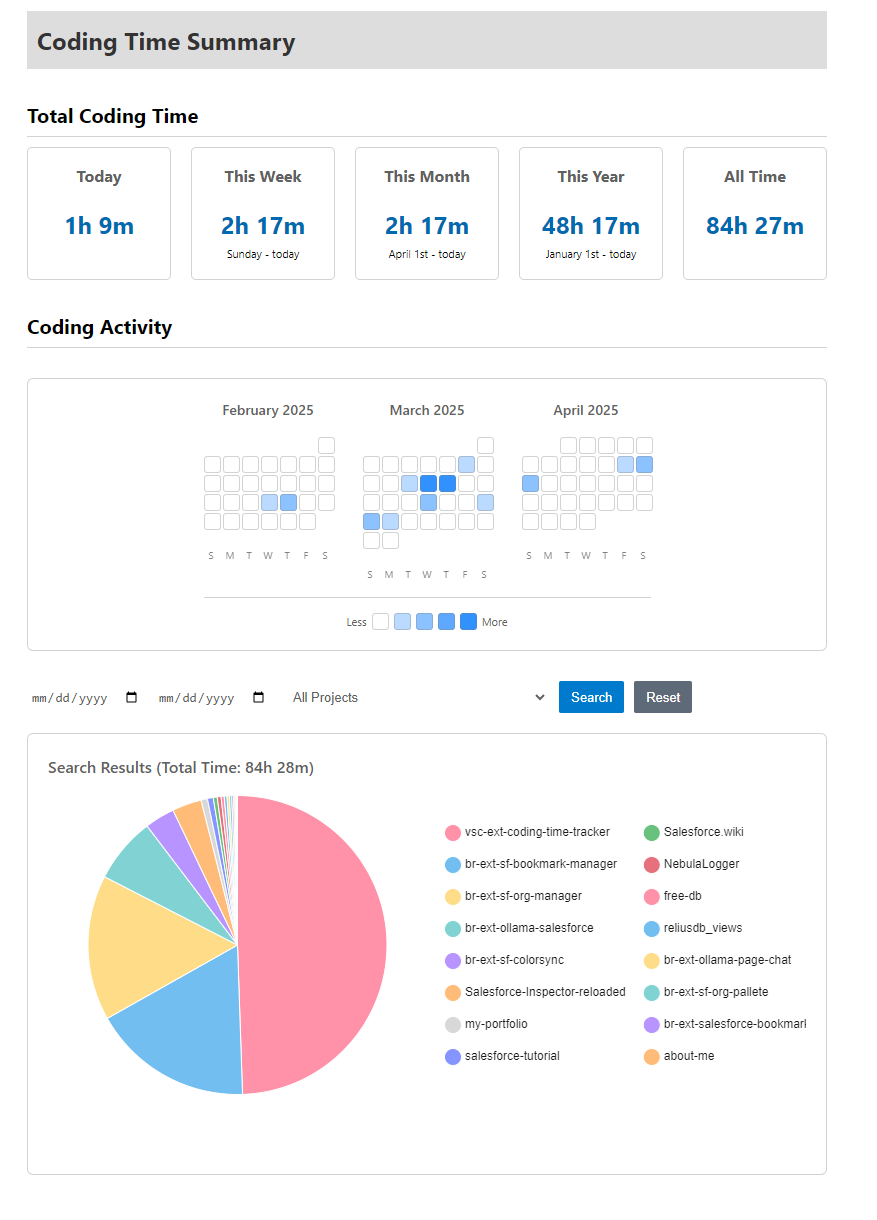 Coding Time Summary
Total Coding Time
Today
1h 9m
This Week
2h 17m
Sunday - today
This Month
2h 17m
April 1st - today
This Year
48h 17m
January 1st - today
All Time
84h 27m
Coding Activity
February 2025
S M T W T F S
March 2025
S M T W T F S
April 2025
S M T W T F S
Less More
mm/dd/yyyy mm/dd/yyyy All Projects Search Reset
Search Results (Total Time: 84h 28m)
vsc-ext-coding-time-tracker
br-ext-sf-bookmark-manager
br-ext-sf-org-manager
br-ext-ollama-salesforce
br-ext-sf-colorsync
Salesforce-Inspector-reloaded
my-portfolio
salesforce-tutorial
Salesforce.wiki
NebulaLogger
free-db
reliusdb_views
br-ext-ollama-page-chat
br-ext-sf-org-pallete
br-ext-salesforce-bookmark
about-me